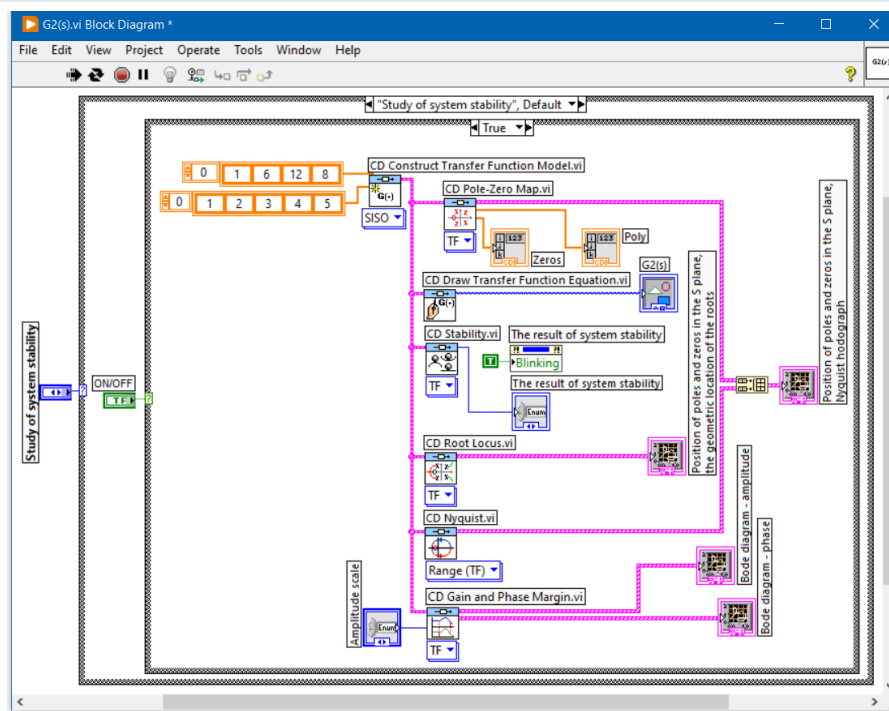 G2(s).vi Block Diagram *
File Edit View Project Operate Tools Window Help
"Study of system stability", Default
True
CD Construct Transfer Function Model.vi
0 1 6 12 8
0 1 2 3 4 5
G(·)
SISO
CD Pole-Zero Map.vi
TF
Zeros
Poly
G2(s)
CD Draw Transfer Function Equation.vi
G(·)
CD Stability.vi
TF
The result of system stability
T
Blinking
The result of system stability
Enum
Study of system stability
ON/OFF
TF
CD Root Locus.vi
TF
Position of poles and zeros in the S plane,
the geometric location of the roots
Position of poles and zeros in the S plane,
Nyquist hodograph
CD Nyquist.vi
Range (TF)
Amplitude scale
Enum
CD Gain and Phase Margin.vi
TF
Bode diagram - amplitude
Bode diagram - phase